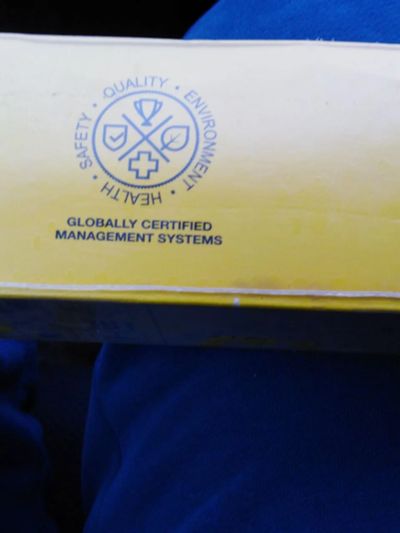 SAFETY • QUALITY • ENVIRONMENT • HEALTH •
GLOBALLY CERTIFIED
MANAGEMENT SYSTEMS